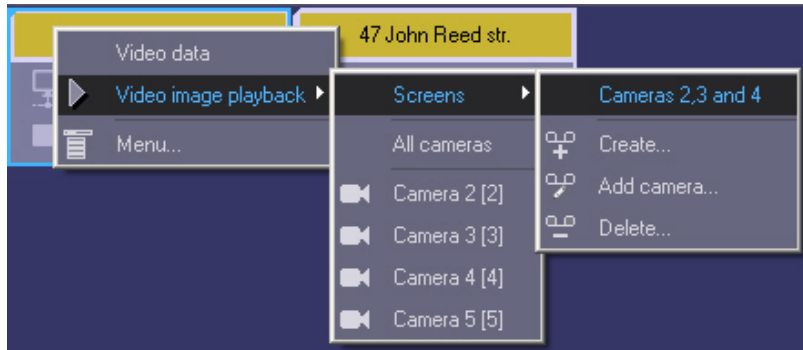 47 John Reed str.
Video data
Video image playback
Menu...
Screens
All cameras
Camera 2 [2]
Camera 3 [3]
Camera 4 [4]
Camera 5 [5]
Cameras 2,3 and 4
Create...
Add camera...
Delete...